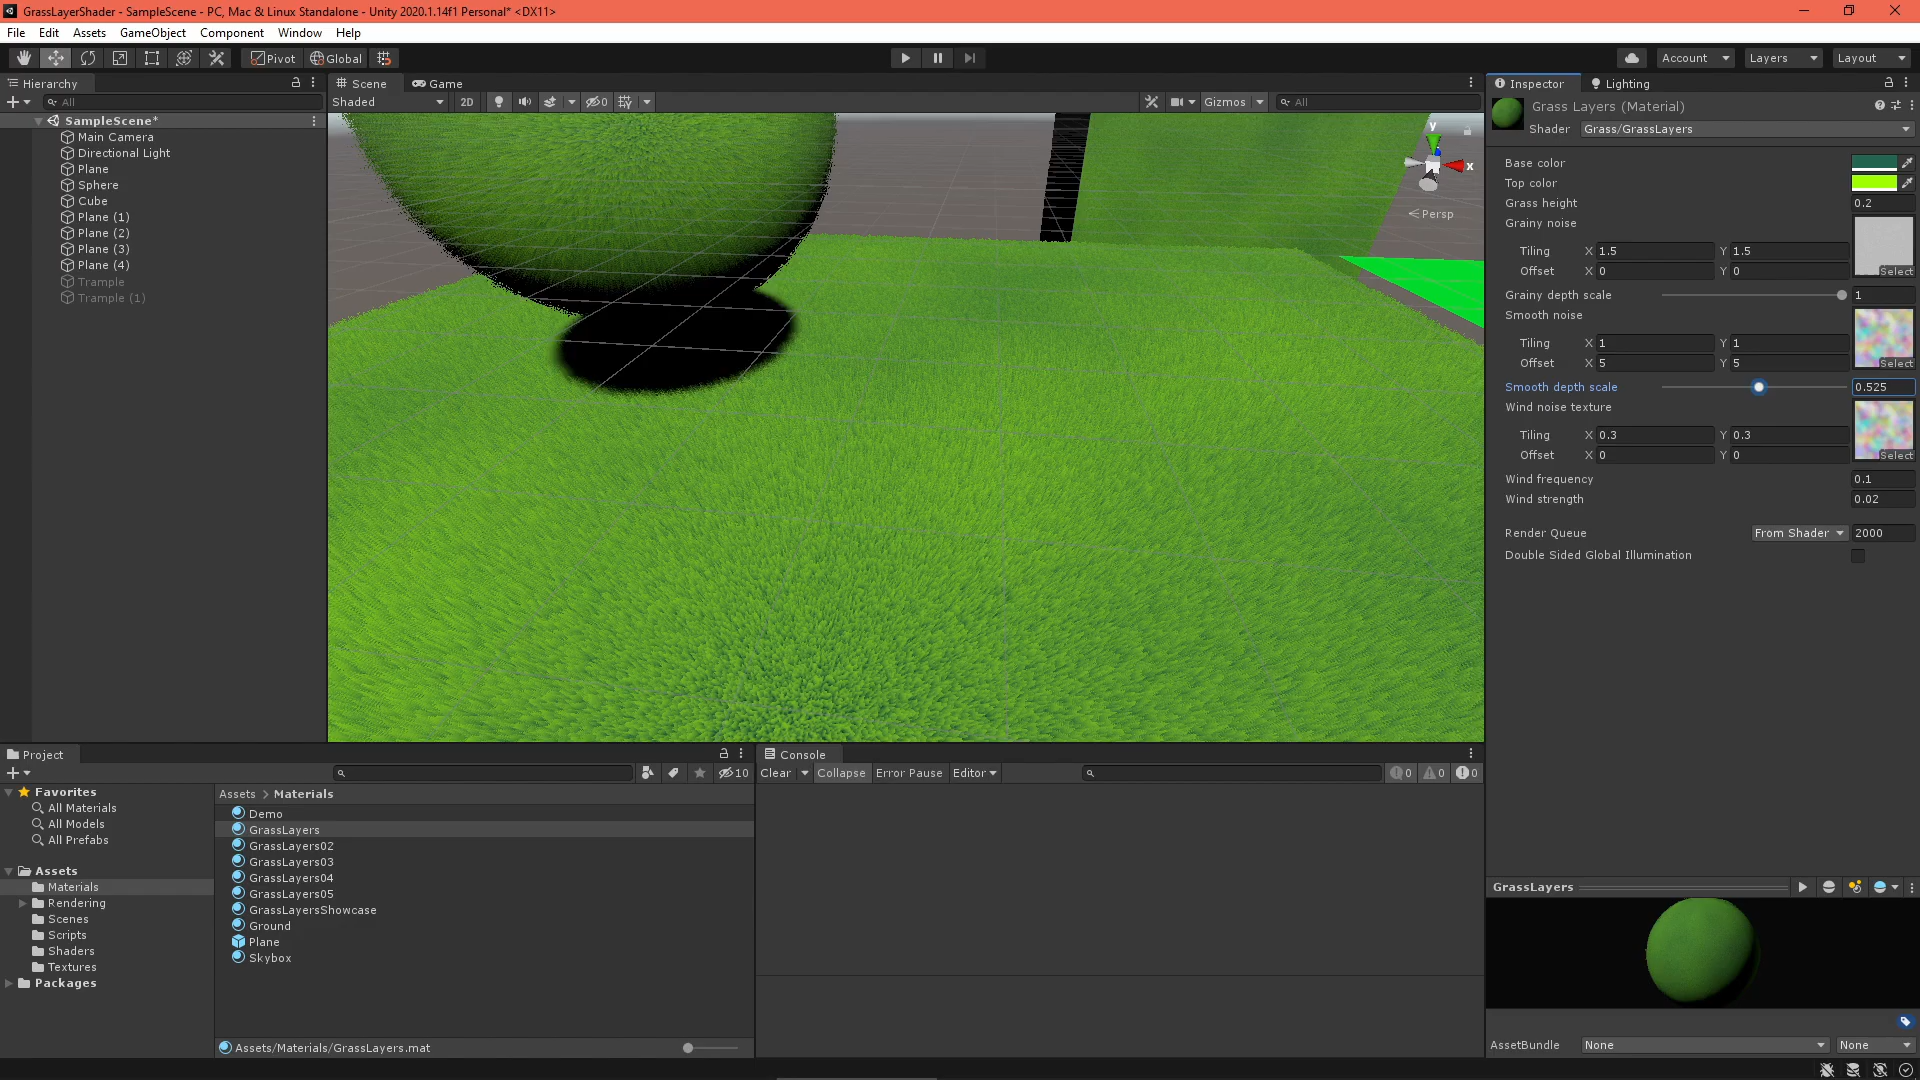 GrassLayerShader - SampleScene - PC, Mac & Linux Standalone - Unity 2020.1.14f1 Personal* <DX11>
File Edit Assets GameObject Component Window Help
Pivot Global Account Layers Layout
Hierarchy
All
SampleScene*
Main Camera
Directional Light
Plane
Sphere
Cube
Plane (1)
Plane (2)
Plane (3)
Plane (4)
Trample
Trample (1)
Scene Game
Shaded 2D 0 Gizmos All
y
x
Persp
Inspector Lighting
Grass Layers (Material)
Shader Grass/GrassLayers
Base color
Top color
Grass height 0.2
Grainy noise
Tiling X 1.5 Y 1.5
Offset X 0 Y 0 Select
Grainy depth scale 1
Smooth noise
Tiling X 1 Y 1
Offset X 5 Y 5 Select
Smooth depth scale 0.525
Wind noise texture
Tiling X 0.3 Y 0.3
Offset X 0 Y 0 Select
Wind frequency 0.1
Wind strength 0.02
Render Queue From Shader 2000
Double Sided Global Illumination
Project
10
Favorites
All Materials
All Models
All Prefabs
Assets
Materials
Rendering
Scenes
Scripts
Shaders
Textures
Packages
Assets > Materials
Demo
GrassLayers
GrassLayers02
GrassLayers03
GrassLayers04
GrassLayers05
GrassLayersShowcase
Ground
Plane
Skybox
Assets/Materials/GrassLayers.mat
Console
Clear Collapse Error Pause Editor 0 0 0
GrassLayers
AssetBundle None None